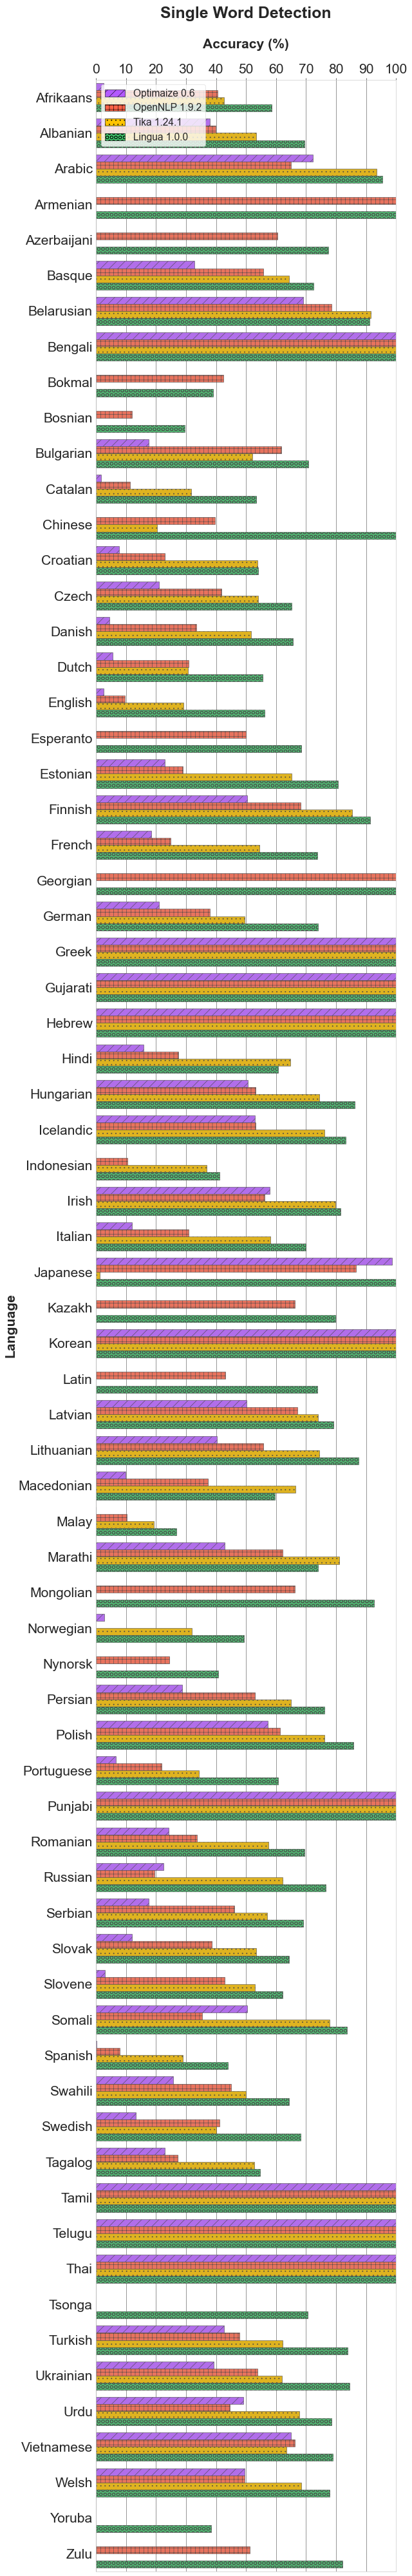 Single Word Detection
Accuracy (%)
0 10 20 30 40 50 60 70 80 90 100
Optimaize 0.6
OpenNLP 1.9.2
Tika 1.24.1
Lingua 1.0.0
Language
Afrikaans
Albanian
Arabic
Armenian
Azerbaijani
Basque
Belarusian
Bengali
Bokmal
Bosnian
Bulgarian
Catalan
Chinese
Croatian
Czech
Danish
Dutch
English
Esperanto
Estonian
Finnish
French
Georgian
German
Greek
Gujarati
Hebrew
Hindi
Hungarian
Icelandic
Indonesian
Irish
Italian
Japanese
Kazakh
Korean
Latin
Latvian
Lithuanian
Macedonian
Malay
Marathi
Mongolian
Norwegian
Nynorsk
Persian
Polish
Portuguese
Punjabi
Romanian
Russian
Serbian
Slovak
Slovene
Somali
Spanish
Swahili
Swedish
Tagalog
Tamil
Telugu
Thai
Tsonga
Turkish
Ukrainian
Urdu
Vietnamese
Welsh
Yoruba
Zulu